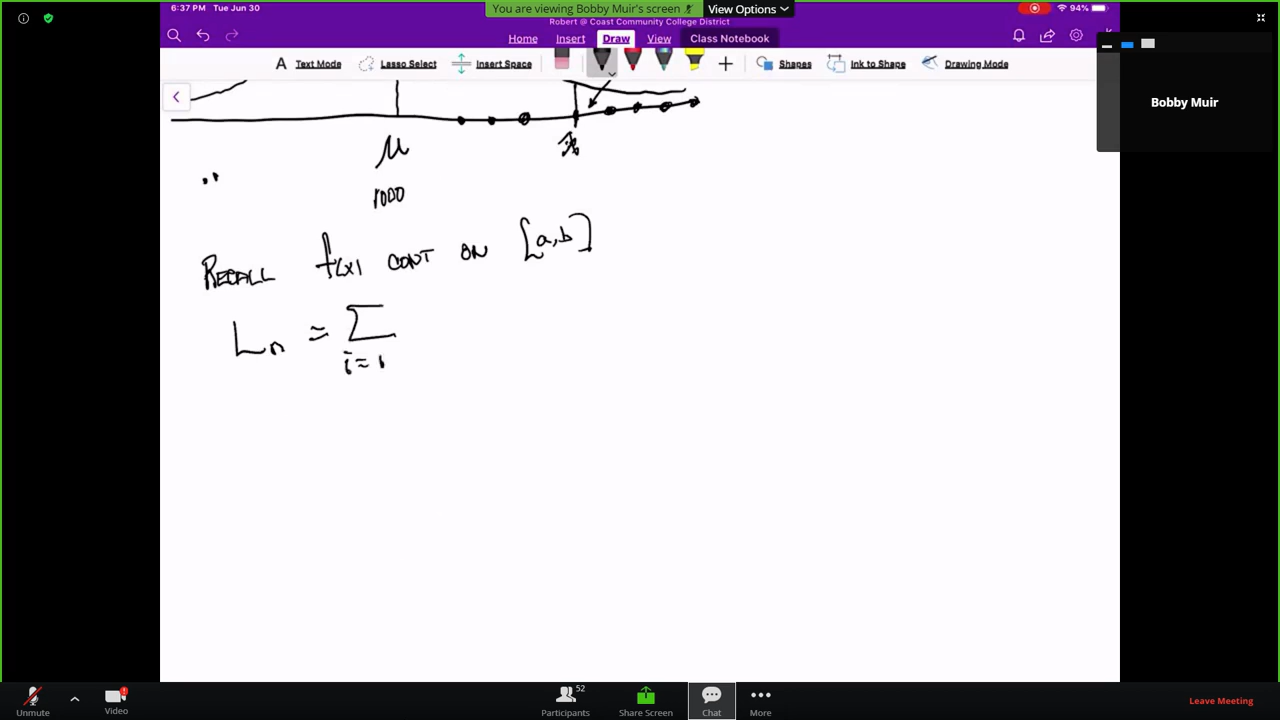 You are viewing Bobby Muir's screen
View Options
6:37 PM Tue Jun 30
94%
Robert @ Coast Community College District
Home Insert Draw View Class Notebook
Text Mode Lasso Select Insert Space Shapes Ink to Shape Drawing Mode
Bobby Muir
μ
1000
RECALL f(x) CONT ON [a,b]
Ln = Σ
i=1
52
Unmute Video Participants Share Screen Chat More Leave Meeting